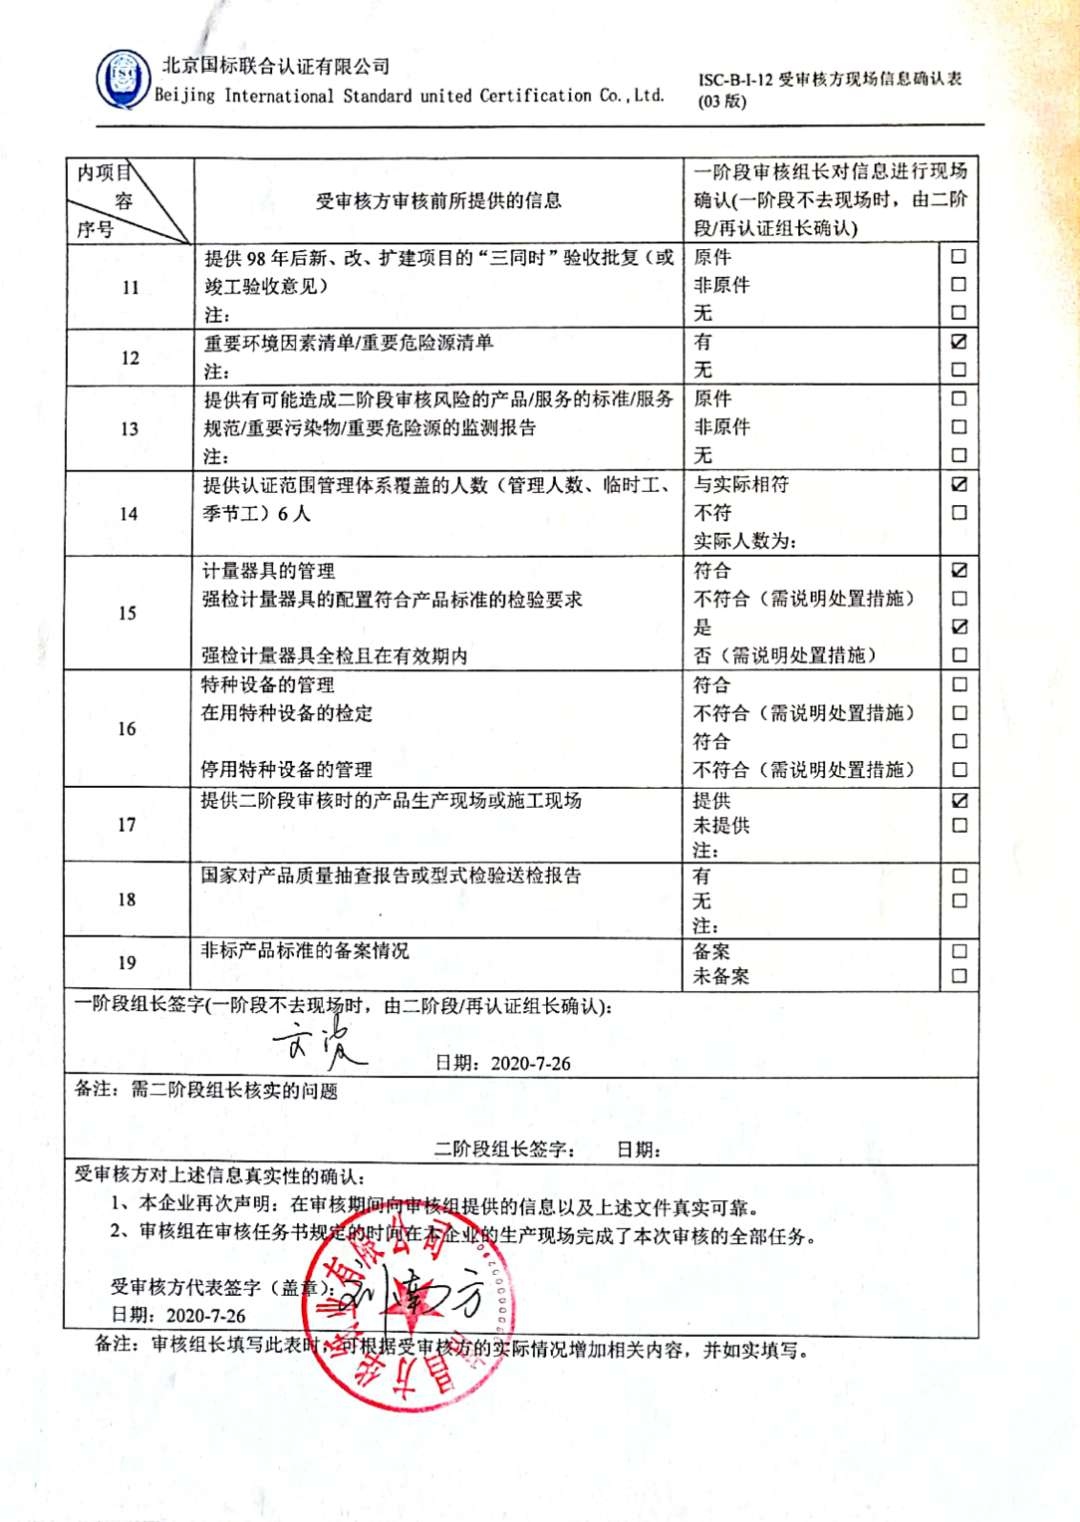 北京国标联合认证有限公司
Beijing International Standard united Certification Co.,Ltd.
ISC-B-I-12 受审核方现场信息确认表
(03 版)
内项目
容
序号
受审核方审核前所提供的信息
一阶段审核组长对信息进行现场
确认(一阶段不去现场时，由二阶
段/再认证组长确认)
11
提供 98 年后新、改、扩建项目的“三同时”验收批复（或
竣工验收意见）
注：
原件 □
非原件 □
无 □
12
重要环境因素清单/重要危险源清单
注：
有 ☑
无 □
13
提供有可能造成二阶段审核风险的产品/服务的标准/服务
规范/重要污染物/重要危险源的监测报告
注：
原件 □
非原件 □
无 □
14
提供认证范围管理体系覆盖的人数（管理人数、临时工、
季节工）6 人
与实际相符 ☑
不符 □
实际人数为:
15
计量器具的管理
强检计量器具的配置符合产品标准的检验要求
强检计量器具全检且在有效期内
符合 ☑
不符合（需说明处置措施） □
是 ☑
否（需说明处置措施） □
16
特种设备的管理
在用特种设备的检定
停用特种设备的管理
符合 □
不符合（需说明处置措施） □
符合 □
不符合（需说明处置措施） □
17
提供二阶段审核时的产品生产现场或施工现场
提供 ☑
未提供 □
注：
18
国家对产品质量抽查报告或型式检验送检报告
有 □
无 □
注：
19
非标产品标准的备案情况
备案 □
未备案 □
一阶段组长签字(一阶段不去现场时，由二阶段/再认证组长确认):
文波
日期：2020-7-26
备注：需二阶段组长核实的问题
二阶段组长签字： 日期:
受审核方对上述信息真实性的确认：
1、本企业再次声明：在审核期间向审核组提供的信息以及上述文件真实可靠。
2、审核组在审核任务书规定的时间在本企业的生产现场完成了本次审核的全部任务。
受审核方代表签字（盖章）: 刘南方
日期：2020-7-26
备注：审核组长填写此表时，可根据受审核方的实际情况增加相关内容，并如实填写。